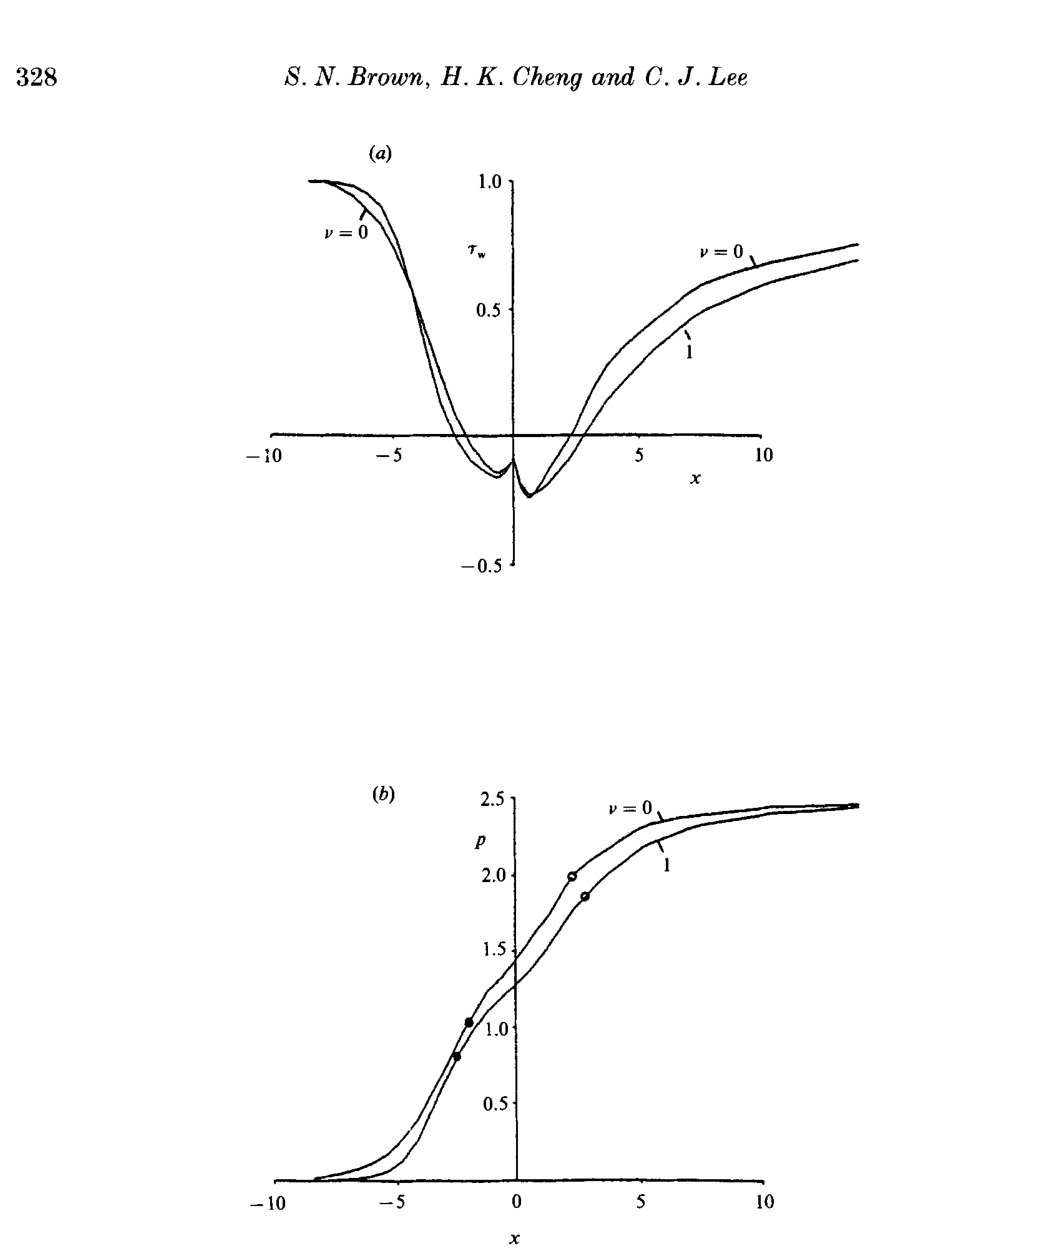 328
S. N. Brown, H. K. Cheng and C. J. Lee
(a)
1.0
ν = 0
τw
ν = 0
0.5
1
−10
−5
5
10
x
−0.5
(b)
2.5
ν = 0
p
1
2.0
1.5
1.0
0.5
−10
−5
0
5
10
x